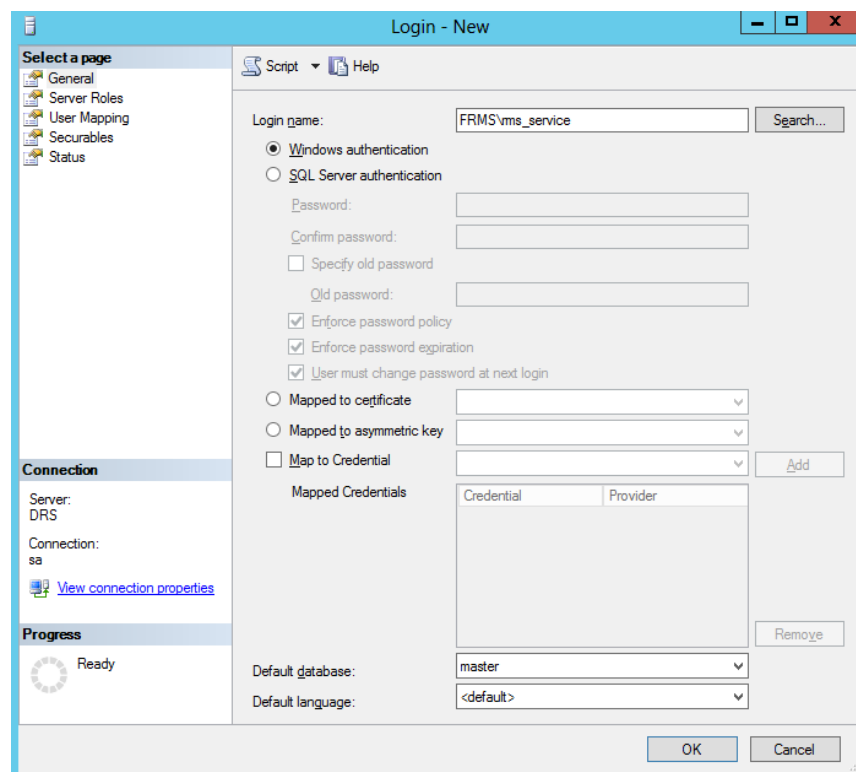 Login - New
Select a page
General
Server Roles
User Mapping
Securables
Status
Script Help
Login name: FRMS\rms_service Search...
Windows authentication
SQL Server authentication
Password:
Confirm password:
Specify old password
Old password:
Enforce password policy
Enforce password expiration
User must change password at next login
Mapped to certificate
Mapped to asymmetric key
Map to Credential Add
Mapped Credentials Credential Provider
Remove
Default database: master
Default language: <default>
Connection
Server:
DRS
Connection:
sa
View connection properties
Progress
Ready
OK Cancel